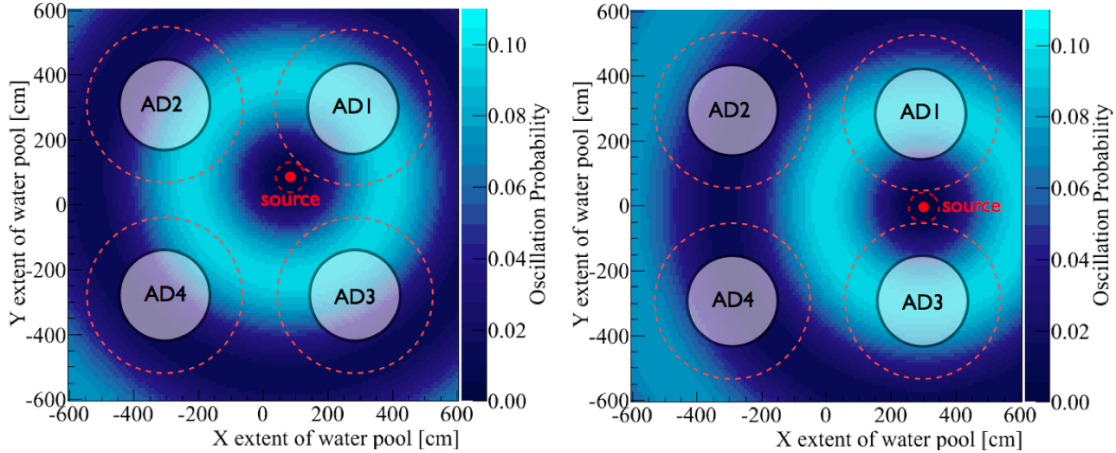 600
400
200
0
-200
-400
-600
Y extent of water pool [cm]
AD2
AD1
source
AD4
AD3
-600
-400
-200
0
200
400
600
X extent of water pool [cm]
0.10
0.08
0.06
0.04
0.02
0.00
Oscillation Probability
600
400
200
0
-200
-400
-600
Y extent of water pool [cm]
AD2
AD1
source
AD4
AD3
-600
-400
-200
0
200
400
600
X extent of water pool [cm]
0.10
0.08
0.06
0.04
0.02
0.00
Oscillation Probability